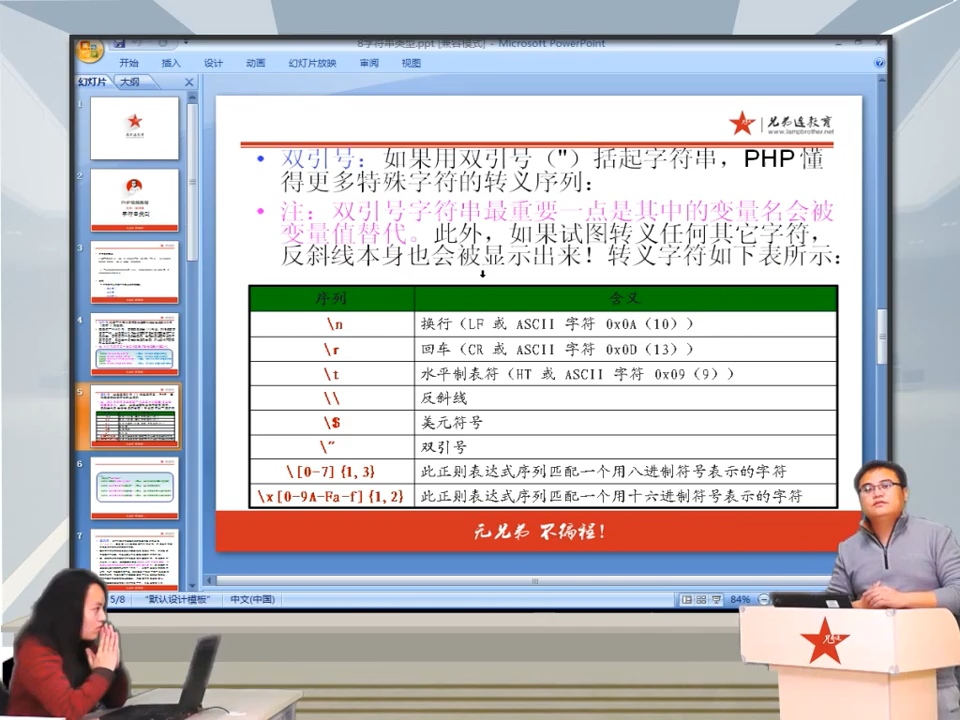 8字符串类型.ppt [兼容模式] - Microsoft PowerPoint
开始 插入 设计 动画 幻灯片放映 审阅 视图
幻灯片 大纲
兄弟连教育
www.lampbrother.net
• 双引号：如果用双引号（"）括起字符串，PHP 懂
得更多特殊字符的转义序列：
• 注：双引号字符串最重要一点是其中的变量名会被
变量值替代。此外，如果试图转义任何其它字符，
反斜线本身也会被显示出来！转义字符如下表所示：
序列 含义
\n 换行（LF 或 ASCII 字符 0x0A（10））
\r 回车（CR 或 ASCII 字符 0x0D（13））
\t 水平制表符（HT 或 ASCII 字符 0x09（9））
\\ 反斜线
\$ 美元符号
\" 双引号
\[0-7]{1,3} 此正则表达式序列匹配一个用八进制符号表示的字符
\x[0-9A-Fa-f]{1,2} 此正则表达式序列匹配一个用十六进制符号表示的字符
无兄弟 不编程！
1
2
3
4
5
6
7
5/8 "默认设计模板" 中文(中国) 84%
兄弟连